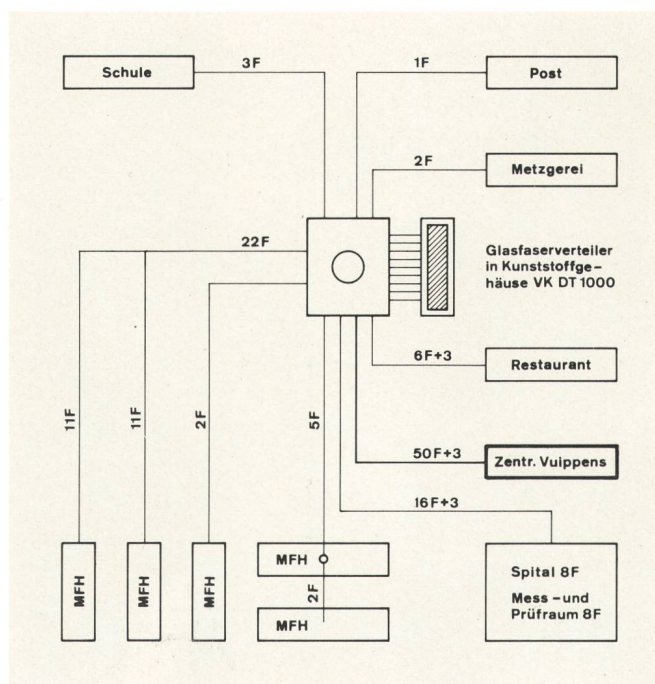 3F
1F
Schule
Post
2F
Metzgerei
22F
Glasfaserverteiler
in Kunststoffge-
häuse VK DT 1000
6F+3
Restaurant
11F
11F
2F
5F
50F+3
Zentr. Vuippens
16F+3
MFH
MFH
MFH
MFH
2F
MFH
Spital 8F
Mess - und
Prüfraum 8F